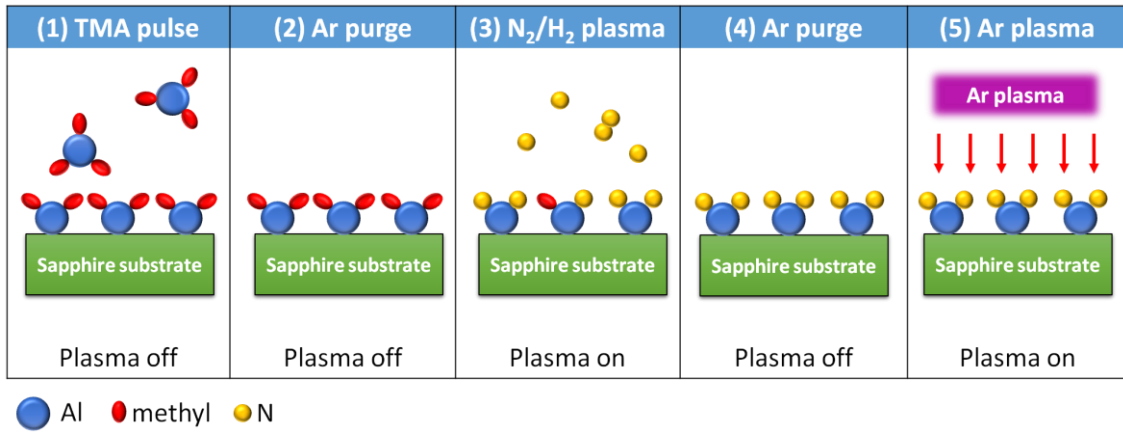 (1) TMA pulse
(2) Ar purge
(3) N₂/H₂ plasma
(4) Ar purge
(5) Ar plasma
Ar plasma
Sapphire substrate
Sapphire substrate
Sapphire substrate
Sapphire substrate
Sapphire substrate
Plasma off
Plasma off
Plasma on
Plasma off
Plasma on
Al
methyl
N